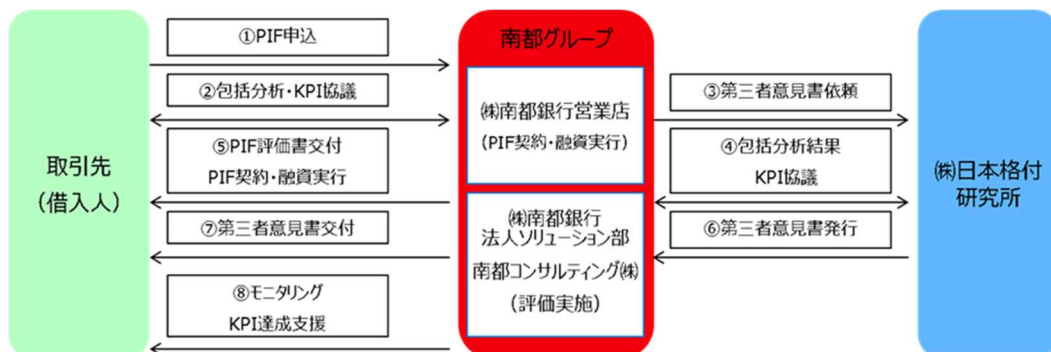 取引先
(借入人)
①PIF申込
②包括分析・KPI協議
⑤PIF評価書交付
PIF契約・融資実行
⑦第三者意見書交付
⑧モニタリング
KPI達成支援
南都グループ
㈱南都銀行営業店
(PIF契約・融資実行)
㈱南都銀行
法人ソリューション部
南都コンサルティング㈱
(評価実施)
③第三者意見書依頼
④包括分析結果
KPI協議
⑥第三者意見書発行
㈱日本格付
研究所